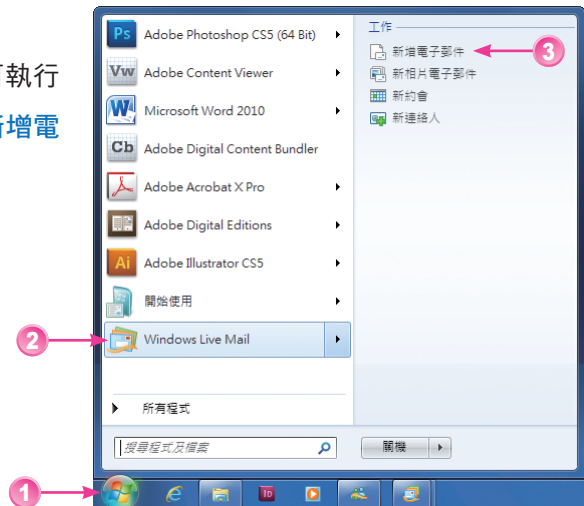 可執行
新增電
Ps Adobe Photoshop CS5 (64 Bit)
Vw Adobe Content Viewer
W Microsoft Word 2010
Cb Adobe Digital Content Bundler
Adobe Acrobat X Pro
Adobe Digital Editions
Ai Adobe Illustrator CS5
開始使用
2 Windows Live Mail
所有程式
搜尋程式及檔案
工作
新增電子郵件 3
新相片電子郵件
新約會
新連絡人
關機
1
ID